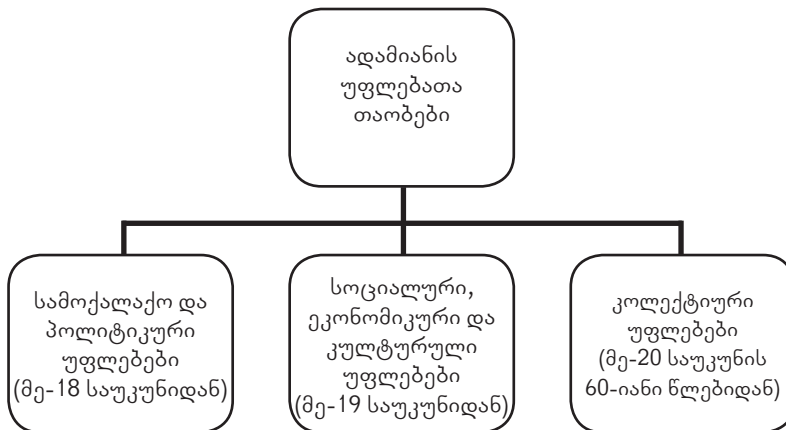 ადამიანის
უფლებათა
თაობები
სამოქალაქო და
პოლიტიკური
უფლებები
(მე-18 საუკუნიდან)
სოციალური,
ეკონომიკური და
კულტურული
უფლებები
(მე-19 საუკუნიდან)
კოლექტიური
უფლებები
(მე-20 საუკუნის
60-იანი წლებიდან)